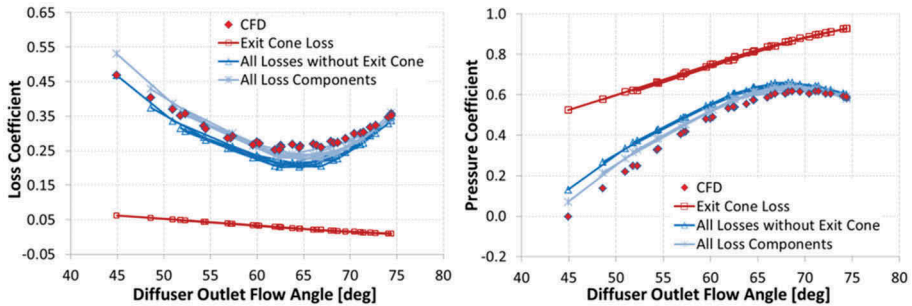 0.65
0.55
0.45
0.35
0.25
0.15
0.05
-0.05
Loss Coefficient
CFD
Exit Cone Loss
All Losses without Exit Cone
All Loss Components
40 45 50 55 60 65 70 75 80
Diffuser Outlet Flow Angle [deg]
1.0
0.8
0.6
0.4
0.2
0.0
-0.2
Pressure Coefficient
CFD
Exit Cone Loss
All Losses without Exit Cone
All Loss Components
40 45 50 55 60 65 70 75 80
Diffuser Outlet Flow Angle [deg]